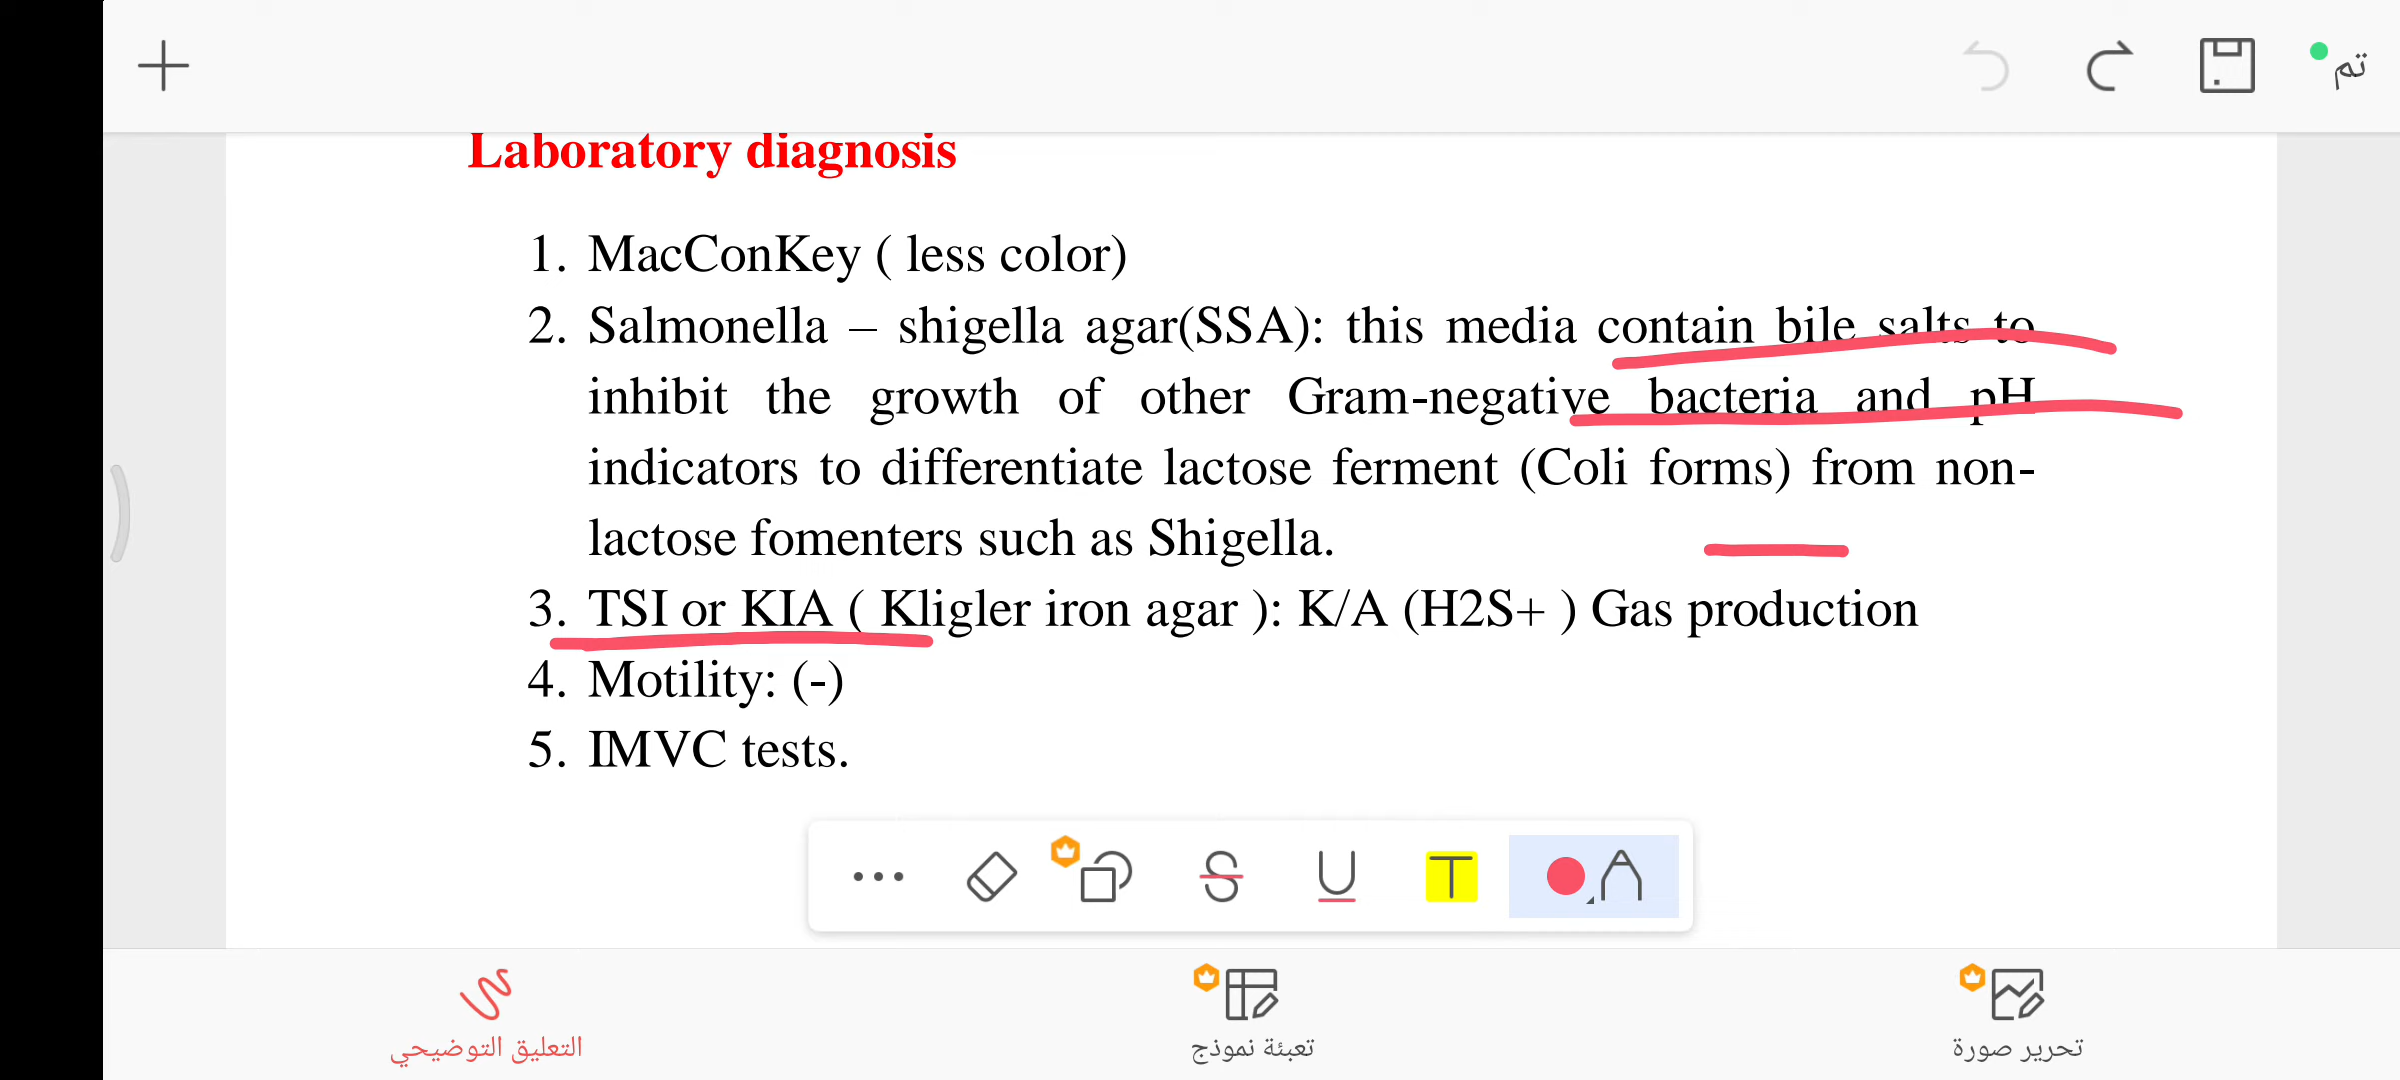 تم
Laboratory diagnosis
1. MacConKey ( less color)
2. Salmonella – shigella agar(SSA): this media contain bile salts to
inhibit the growth of other Gram-negative bacteria and pH
indicators to differentiate lactose ferment (Coli forms) from non-
lactose fomenters such as Shigella.
3. TSI or KIA ( Kligler iron agar ): K/A (H2S+ ) Gas production
4. Motility: (-)
5. IMVC tests.
التعليق التوضيحي
تعبئة نموذج
تحرير صورة